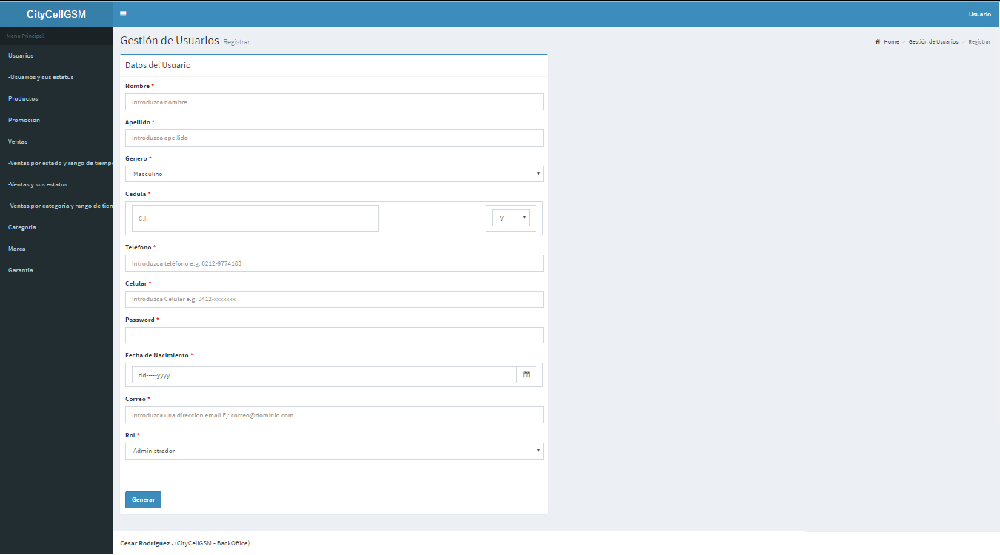 CityCellGSM
Usuario
Menu Principal
Usuarios
-Usuarios y sus estatus
Productos
Promocion
Ventas
-Ventas por estado y rango de tiempo
-Ventas y sus estatus
-Ventas por categoria y rango de tien
Categoria
Marca
Garantia
Gestión de Usuarios Registrar
Home > Gestión de Usuarios > Registrar
Datos del Usuario
Nombre *
Introduzca nombre
Apellido *
Introduzca apellido
Genero *
Masculino
Cedula *
C.I.
V
Teléfono *
Introduzca teléfono e.g: 0212-9774183
Celular *
Introduzca Celular e.g: 0412-xxxxxxx
Password *
Fecha de Nacimiento *
dd-----yyyy
Correo *
Introduzca una direccion email Ej: correo@dominio.com
Rol *
Administrador
Generar
Cesar Rodriguez . (CityCellGSM - BackOffice)